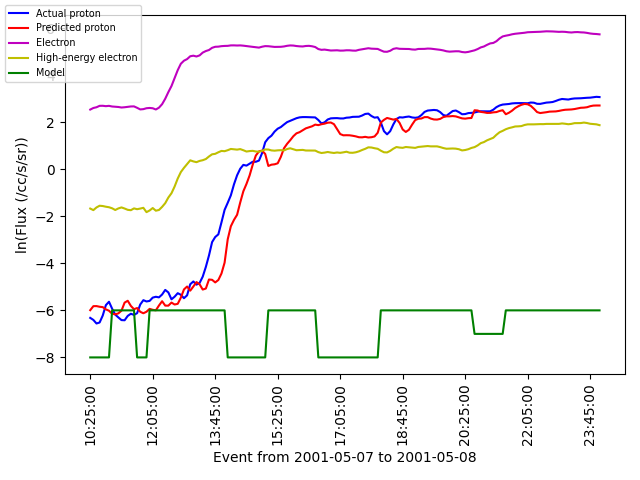 Actual proton
Predicted proton
Electron
High-energy electron
Model
ln(Flux (/cc/s/sr))
2
0
−2
−4
−6
−8
10:25:00
12:05:00
13:45:00
15:25:00
17:05:00
18:45:00
20:25:00
22:05:00
23:45:00
Event from 2001-05-07 to 2001-05-08